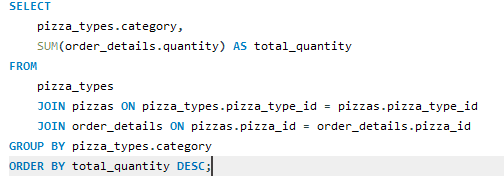 SELECT
pizza_types.category,
SUM(order_details.quantity) AS total_quantity
FROM
pizza_types
JOIN pizzas ON pizza_types.pizza_type_id = pizzas.pizza_type_id
JOIN order_details ON pizzas.pizza_id = order_details.pizza_id
GROUP BY pizza_types.category
ORDER BY total_quantity DESC;